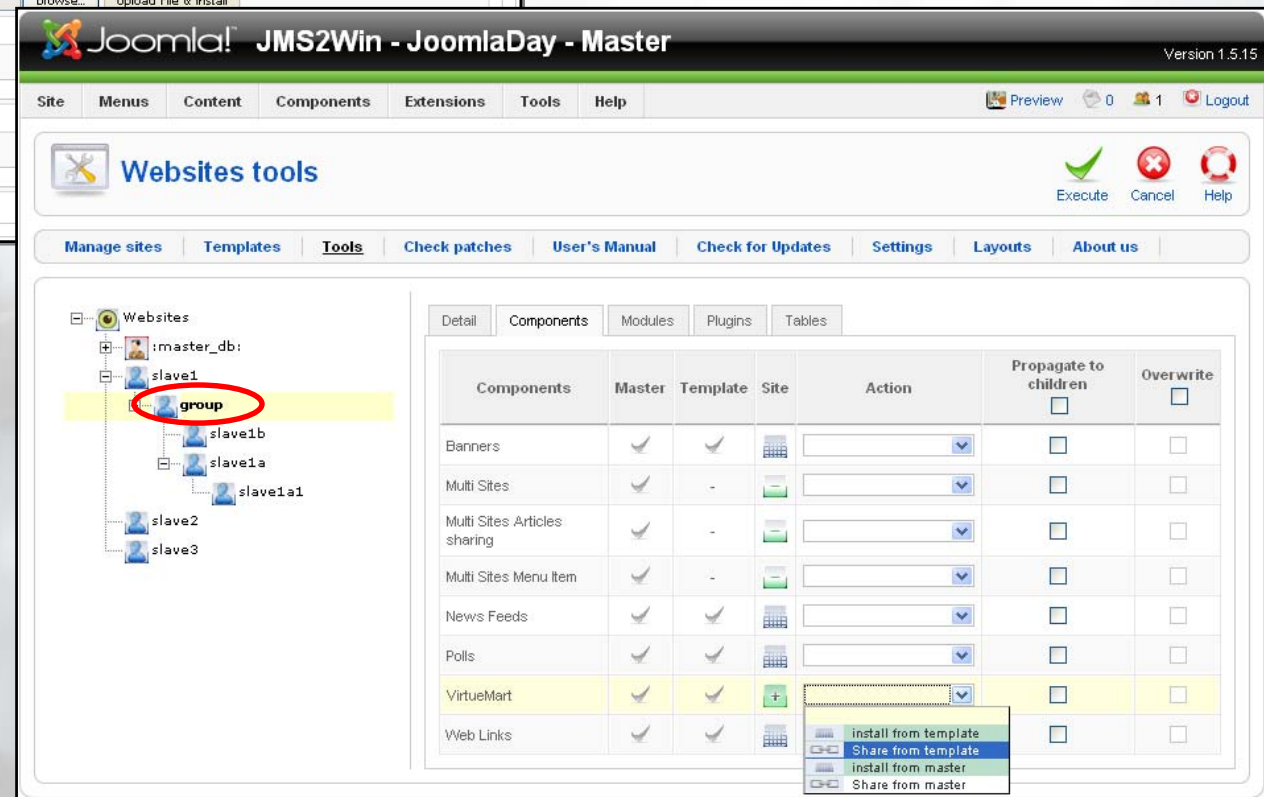 Browse... Upload File & Install
Joomla! JMS2Win - JoomlaDay - Master
Version 1.5.15
Site Menus Content Components Extensions Tools Help Preview 0 1 Logout
Websites tools
Execute Cancel Help
Manage sites Templates Tools Check patches User's Manual Check for Updates Settings Layouts About us
Websites
:master_db:
slave1
group
slave1b
slave1a
slave1a1
slave2
slave3
Detail Components Modules Plugins Tables
Components Master Template Site Action Propagate to children Overwrite
Banners
Multi Sites -
Multi Sites Articles
sharing -
Multi Sites Menu Item -
News Feeds
Polls
VirtueMart
Web Links
install from template
Share from template
install from master
Share from master